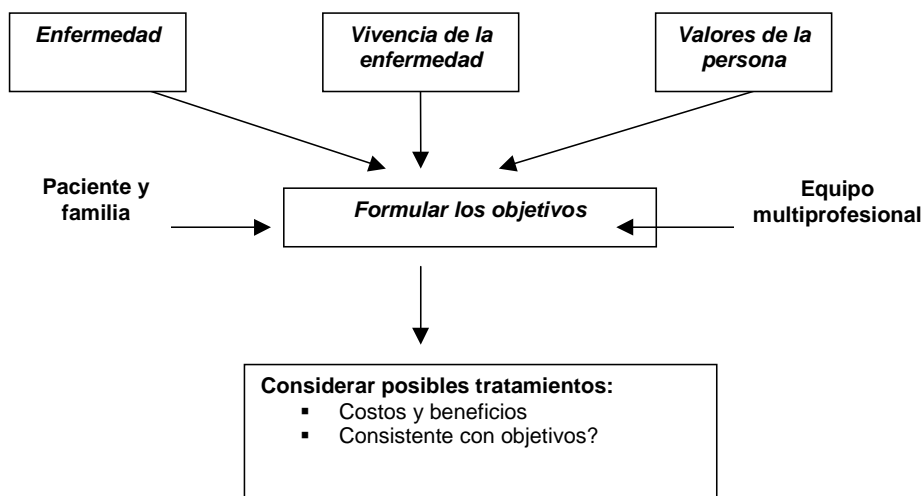 Enfermedad
Vivencia de la
enfermedad
Valores de la
persona
Paciente y
familia
Formular los objetivos
Equipo
multiprofesional
Considerar posibles tratamientos:
▪ Costos y beneficios
▪ Consistente con objetivos?